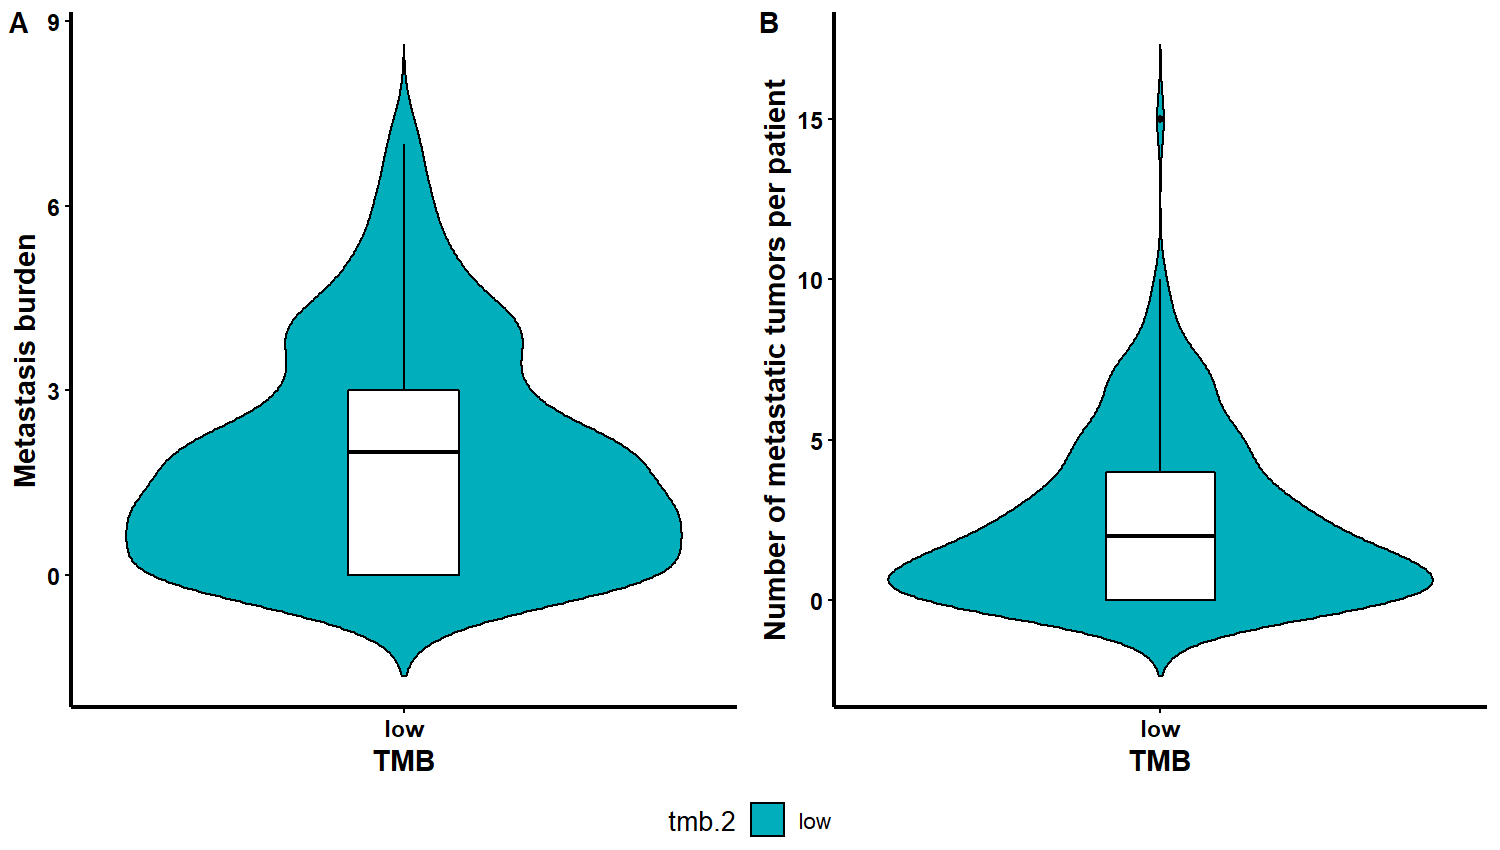 A
Metastasis burden
9
6
3
0
low
TMB
B
Number of metastatic tumors per patient
15
10
5
0
low
TMB
tmb.2
low